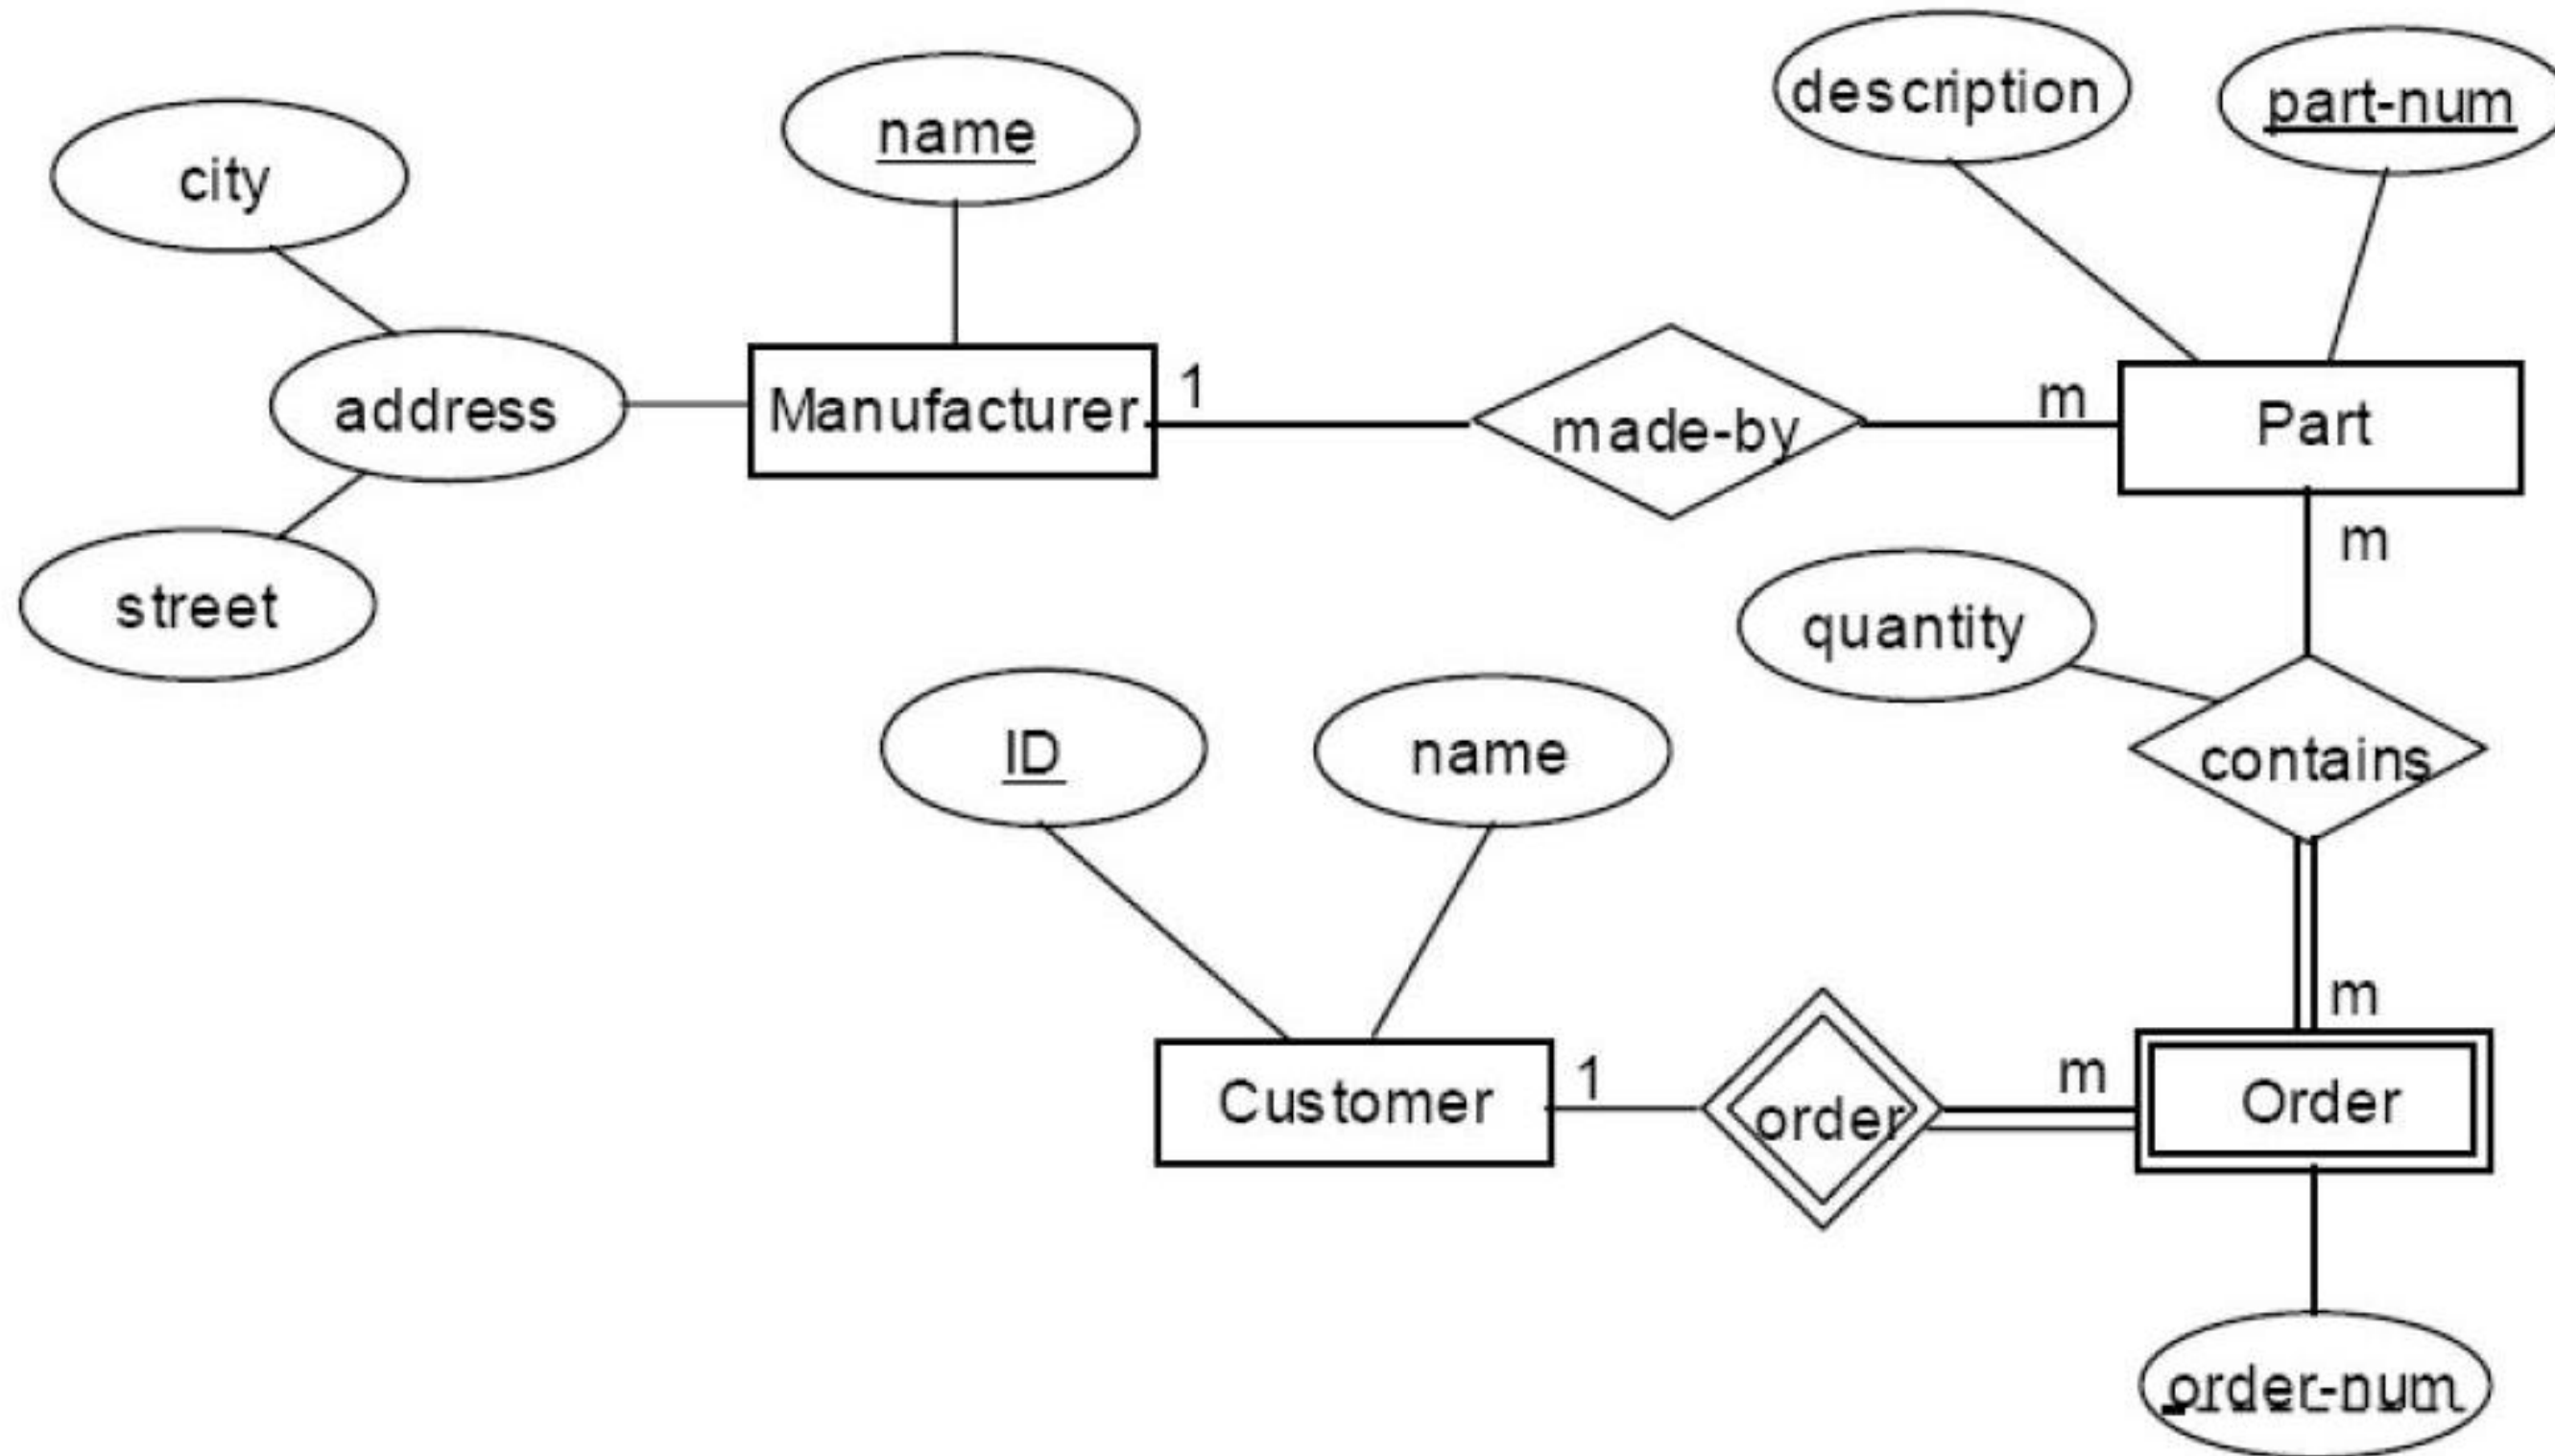 description
part-num
name
city
address
Manufacturer
1
made-by
m
Part
m
street
quantity
ID
name
contains
m
Customer
1
order
m
Order
order-num